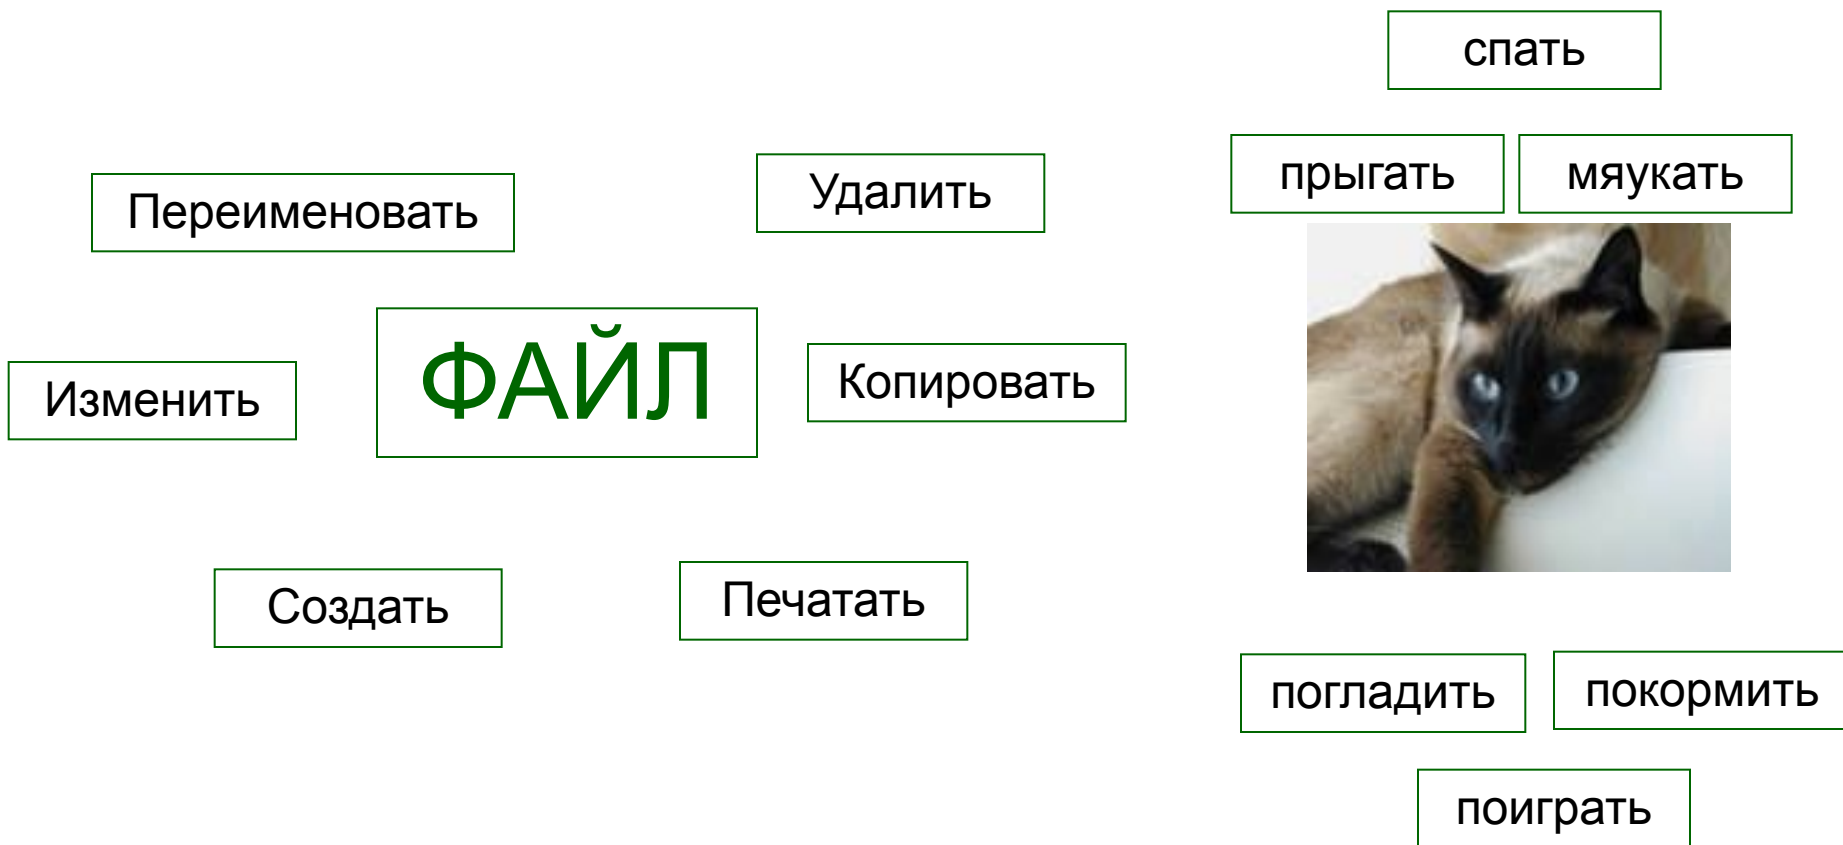 спать
прыгать
мяукать
Переименовать
Удалить
Изменить
ФАЙЛ
Копировать
Создать
Печатать
погладить
покормить
поиграть